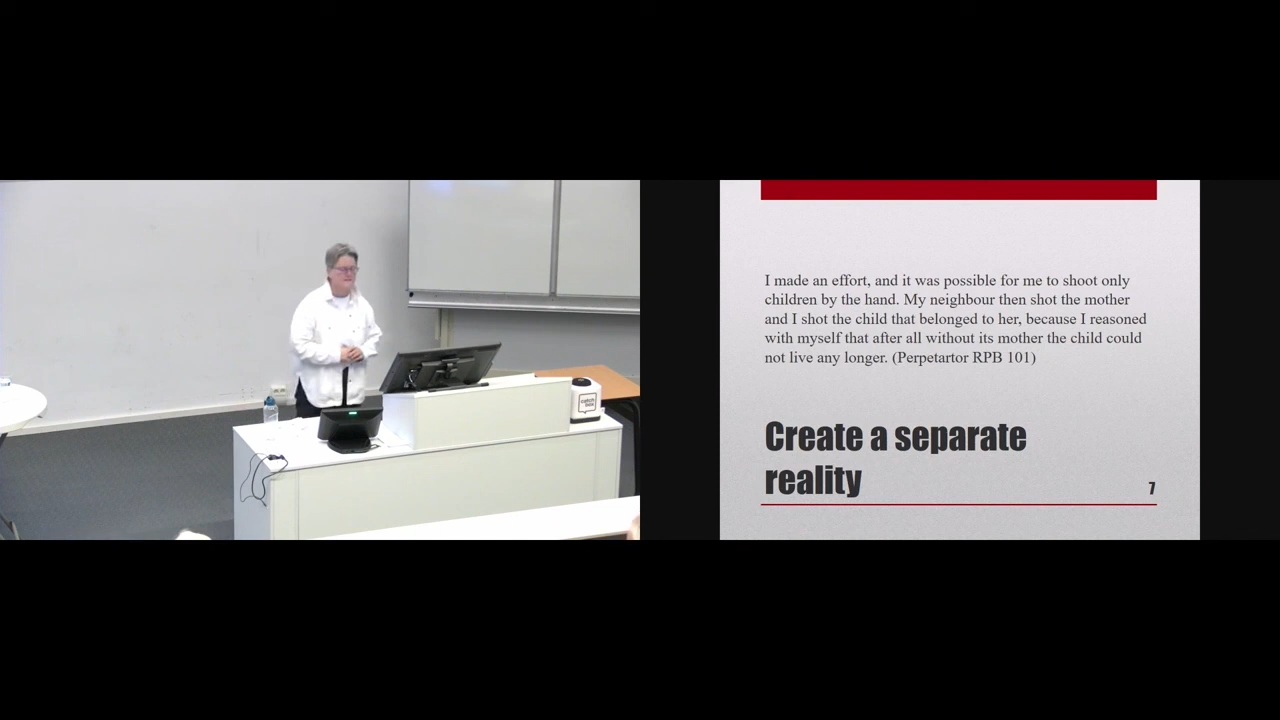 I made an effort, and it was possible for me to shoot only
children by the hand. My neighbour then shot the mother
and I shot the child that belonged to her, because I reasoned
with myself that after all without its mother the child could
not live any longer. (Perpetartor RPB 101)
Create a separate
reality
7
catch
box